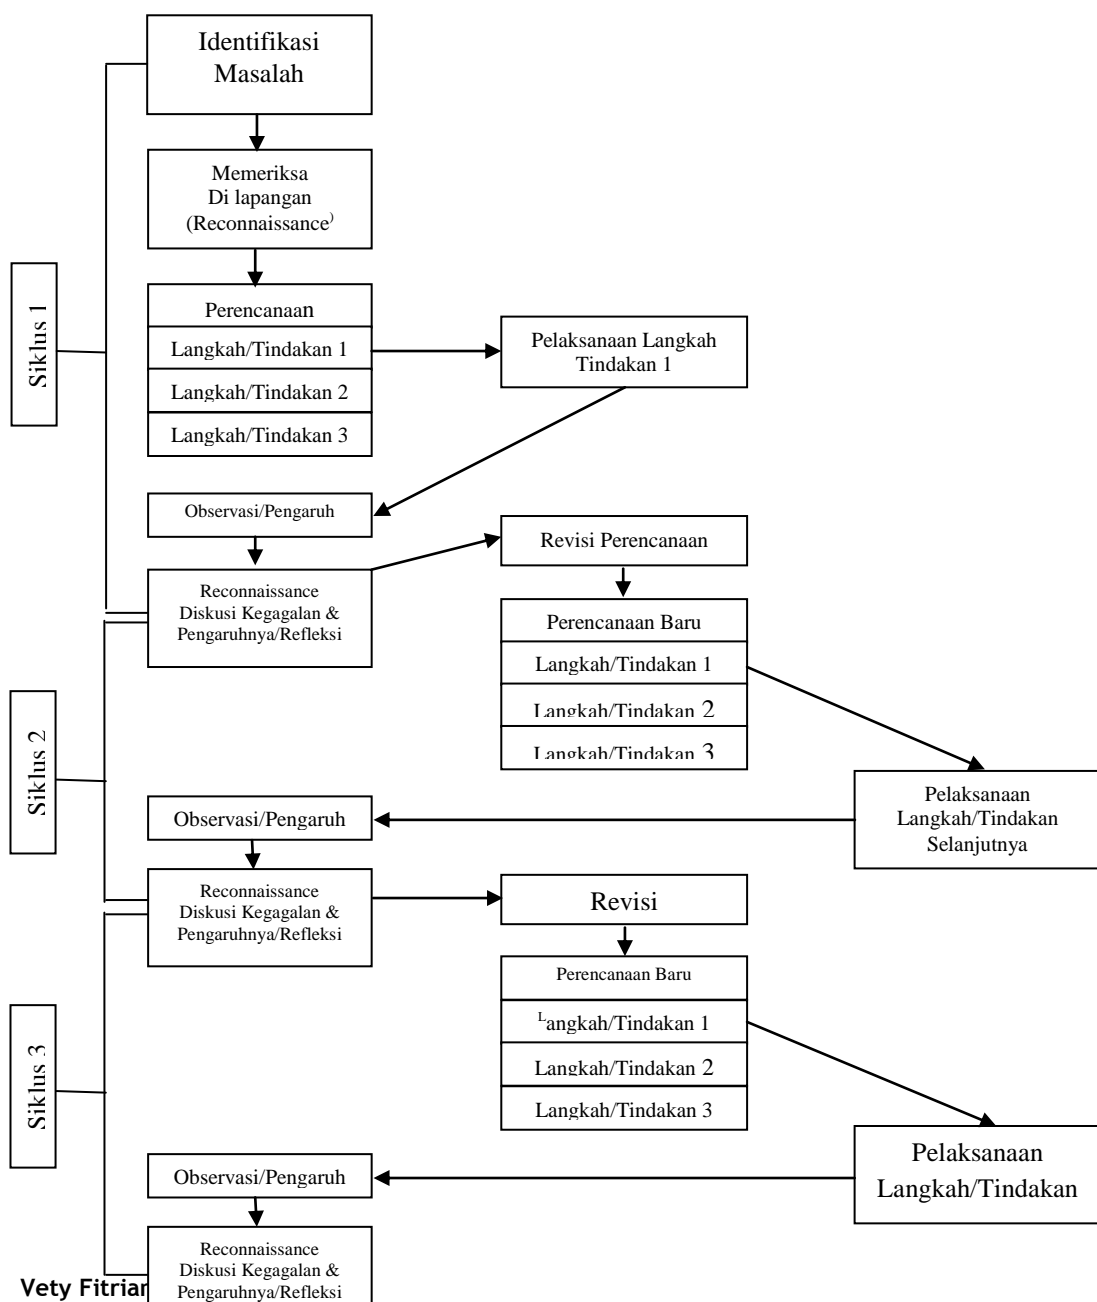 Identifikasi
Masalah
Memeriksa
Di lapangan
(Reconnaissance)
Siklus 1
Perencanaan
Langkah/Tindakan 1
Langkah/Tindakan 2
Langkah/Tindakan 3
Pelaksanaan Langkah
Tindakan 1
Observasi/Pengaruh
Reconnaissance
Diskusi Kegagalan &
Pengaruhnya/Refleksi
Revisi Perencanaan
Perencanaan Baru
Langkah/Tindakan 1
Langkah/Tindakan 2
Langkah/Tindakan 3
Siklus 2
Pelaksanaan
Langkah/Tindakan
Selanjutnya
Observasi/Pengaruh
Reconnaissance
Diskusi Kegagalan &
Pengaruhnya/Refleksi
Revisi
Perencanaan Baru
Langkah/Tindakan 1
Langkah/Tindakan 2
Langkah/Tindakan 3
Siklus 3
Pelaksanaan
Langkah/Tindakan
Observasi/Pengaruh
Reconnaissance
Diskusi Kegagalan &
Pengaruhnya/Refleksi
Vety